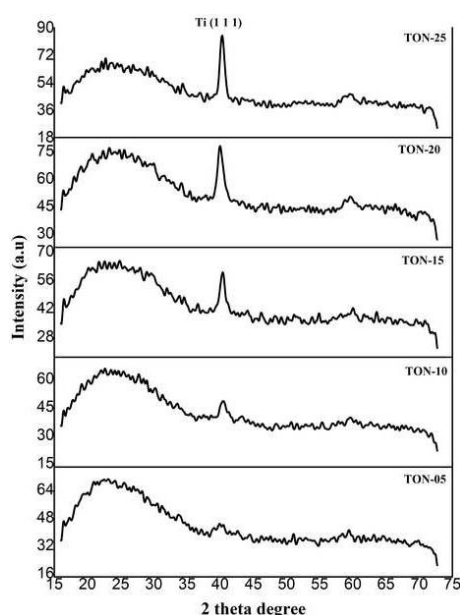 Ti (1 1 1)
90
72
54
36
18
TON-25
75
60
45
30
TON-20
70
56
42
28
TON-15
60
45
30
15
TON-10
64
48
32
16
TON-05
Intensity (a.u)
15 20 25 30 35 40 45 50 55 60 65 70 75
2 theta degree